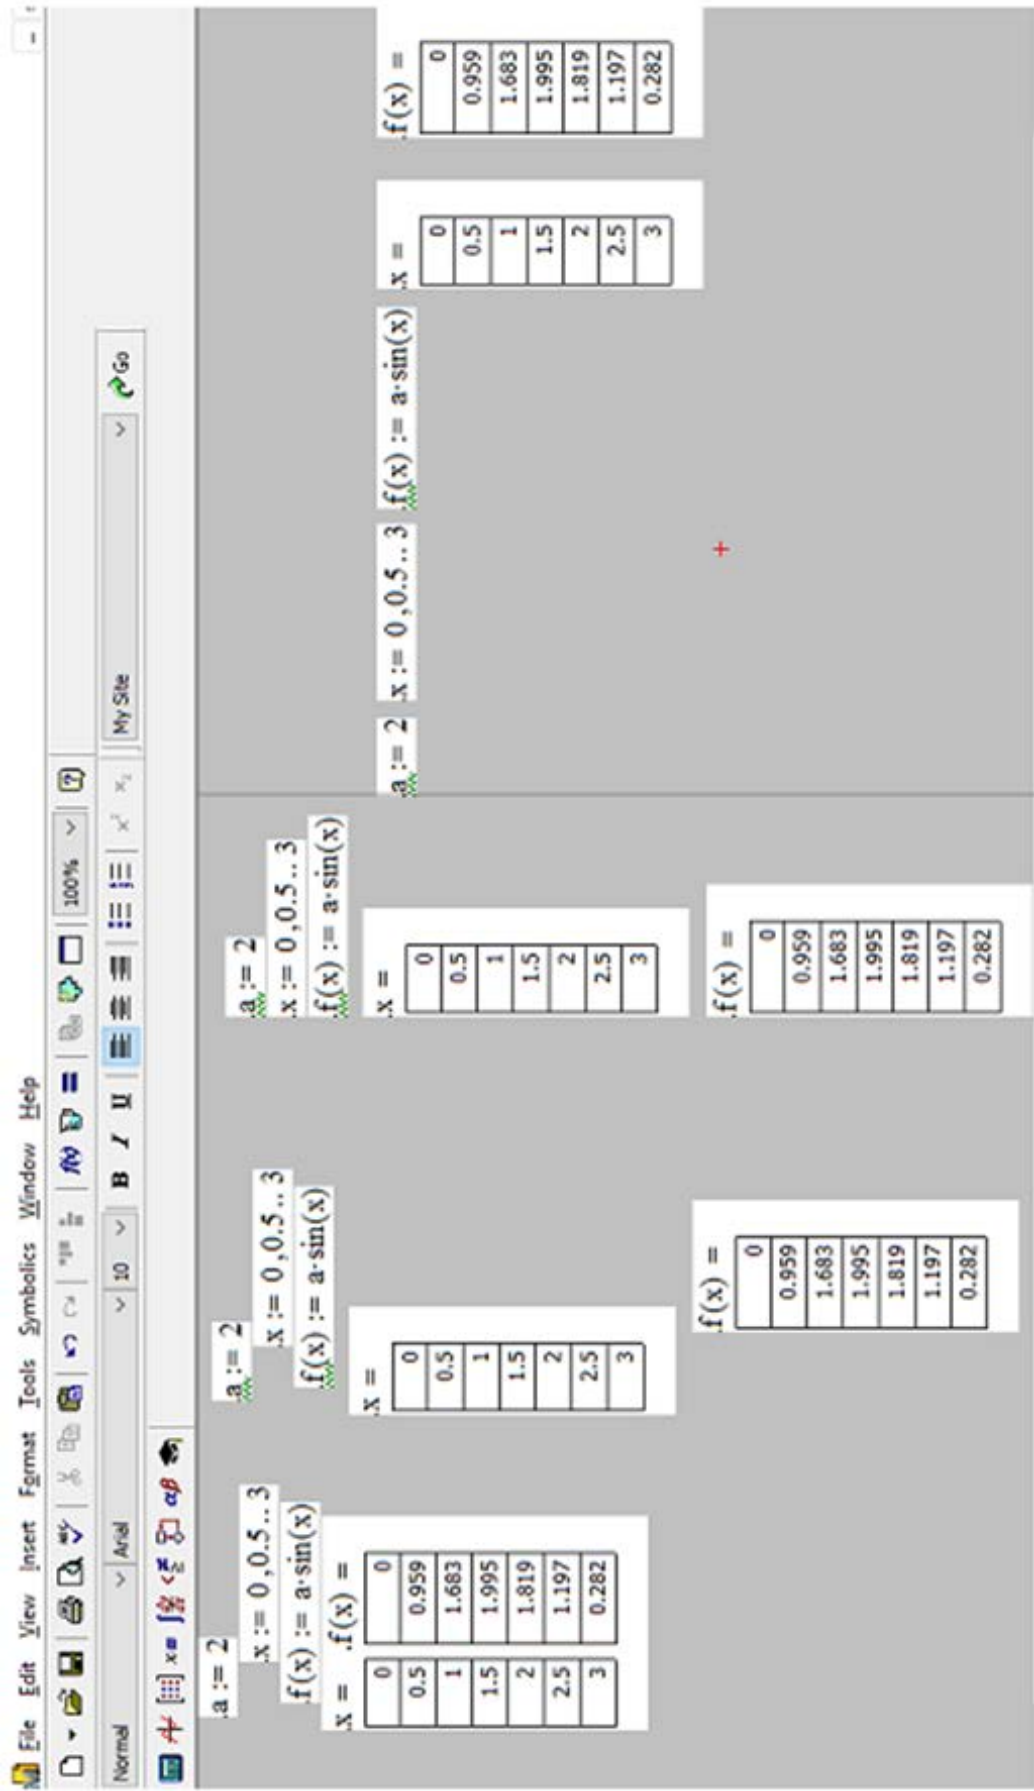 File Edit View Insert Format Tools Symbolics Window Help
100%
Normal Arial 10 B I U My Site Go
a := 2
x := 0,0.5.. 3
f(x) := a·sin(x)
x = f(x) =
0 0
0.5 0.959
1 1.683
1.5 1.995
2 1.819
2.5 1.197
3 0.282
a := 2
x := 0,0.5.. 3
f(x) := a·sin(x)
x =
0
0.5
1
1.5
2
2.5
3
f(x) =
0
0.959
1.683
1.995
1.819
1.197
0.282
a := 2
x := 0,0.5.. 3
f(x) := a·sin(x)
x =
0
0.5
1
1.5
2
2.5
3
f(x) =
0
0.959
1.683
1.995
1.819
1.197
0.282
a := 2 x := 0,0.5.. 3 f(x) := a·sin(x) x = f(x) =
0 0
0.5 0.959
1 1.683
1.5 1.995
2 1.819
2.5 1.197
3 0.282